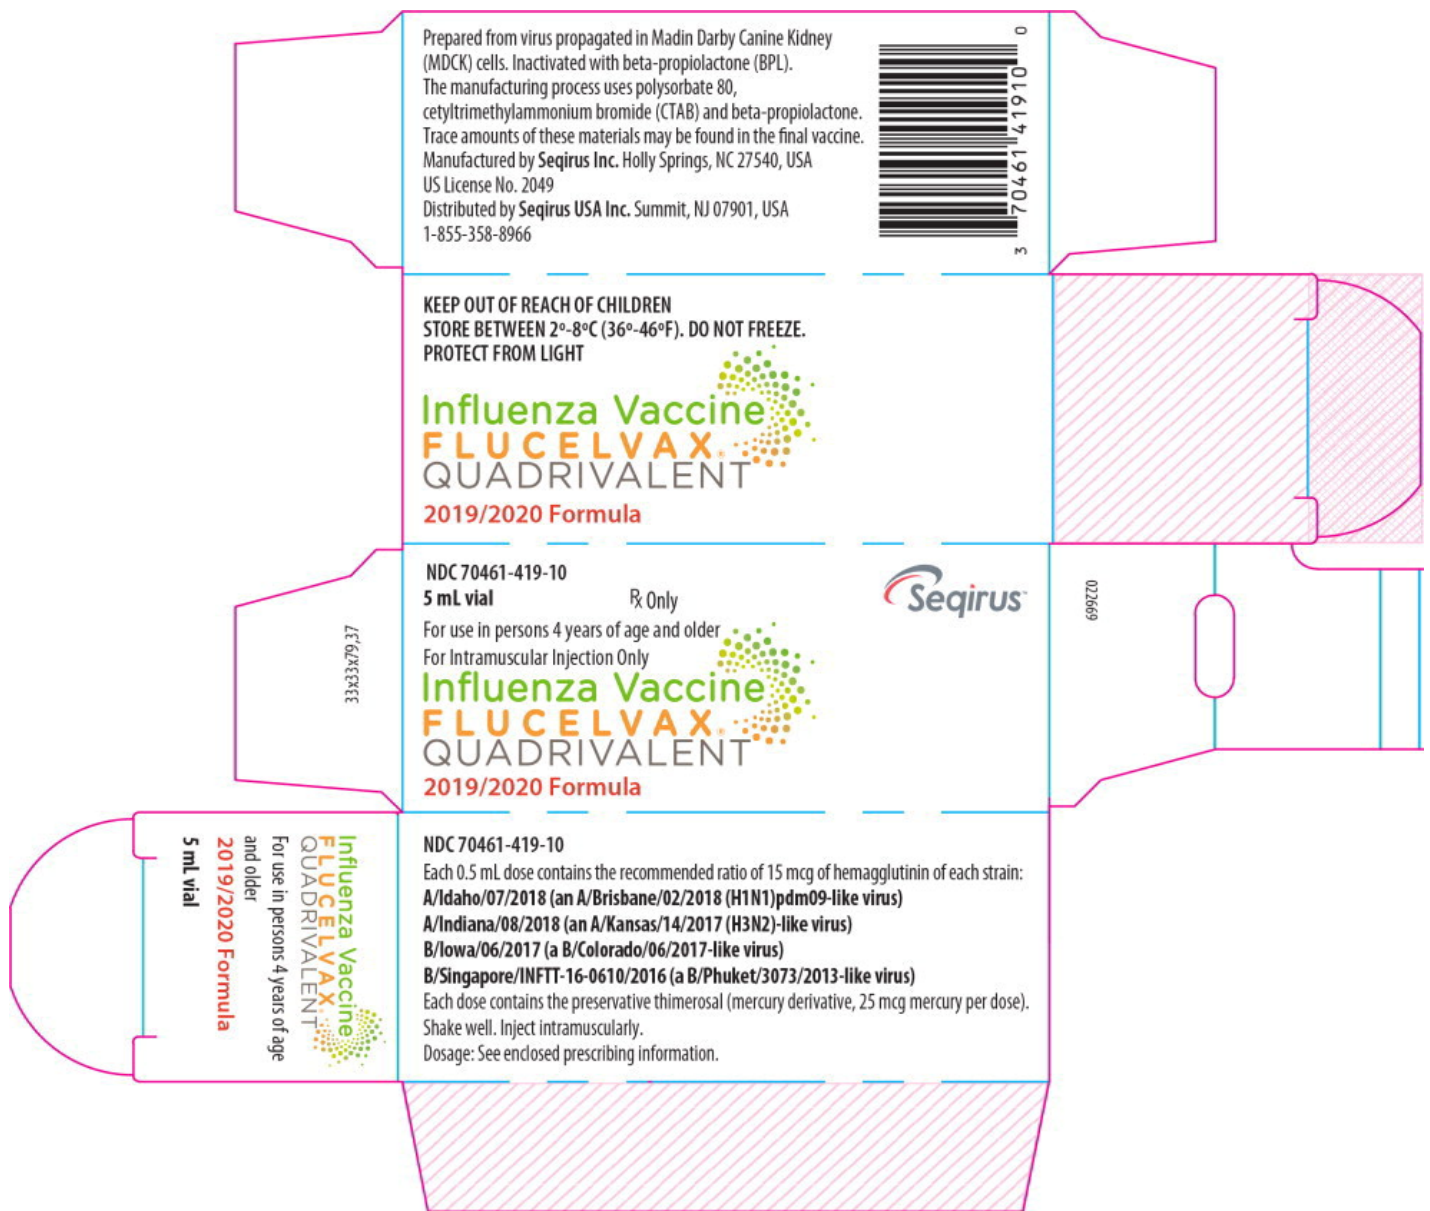 Prepared from virus propagated in Madin Darby Canine Kidney
(MDCK) cells. Inactivated with beta-propiolactone (BPL).
The manufacturing process uses polysorbate 80,
cetyltrimethylammonium bromide (CTAB) and beta-propiolactone.
Trace amounts of these materials may be found in the final vaccine.
Manufactured by Seqirus Inc. Holly Springs, NC 27540, USA
US License No. 2049
Distributed by Seqirus USA Inc. Summit, NJ 07901, USA
1-855-358-8966
3 70461 41910 0
KEEP OUT OF REACH OF CHILDREN
STORE BETWEEN 2º-8ºC (36º-46ºF). DO NOT FREEZE.
PROTECT FROM LIGHT
Influenza Vaccine
FLUCELVAX®
QUADRIVALENT
2019/2020 Formula
NDC 70461-419-10
5 mL vial
℞ Only
For use in persons 4 years of age and older
For Intramuscular Injection Only
Influenza Vaccine
FLUCELVAX®
QUADRIVALENT
2019/2020 Formula
Seqirus™
022669
33x33x79,37
Influenza Vaccine
FLUCELVAX®
QUADRIVALENT
For use in persons 4 years of age
and older
2019/2020 Formula
5 mL vial
NDC 70461-419-10
Each 0.5 mL dose contains the recommended ratio of 15 mcg of hemagglutinin of each strain:
A/Idaho/07/2018 (an A/Brisbane/02/2018 (H1N1)pdm09-like virus)
A/Indiana/08/2018 (an A/Kansas/14/2017 (H3N2)-like virus)
B/Iowa/06/2017 (a B/Colorado/06/2017-like virus)
B/Singapore/INFTT-16-0610/2016 (a B/Phuket/3073/2013-like virus)
Each dose contains the preservative thimerosal (mercury derivative, 25 mcg mercury per dose).
Shake well. Inject intramuscularly.
Dosage: See enclosed prescribing information.